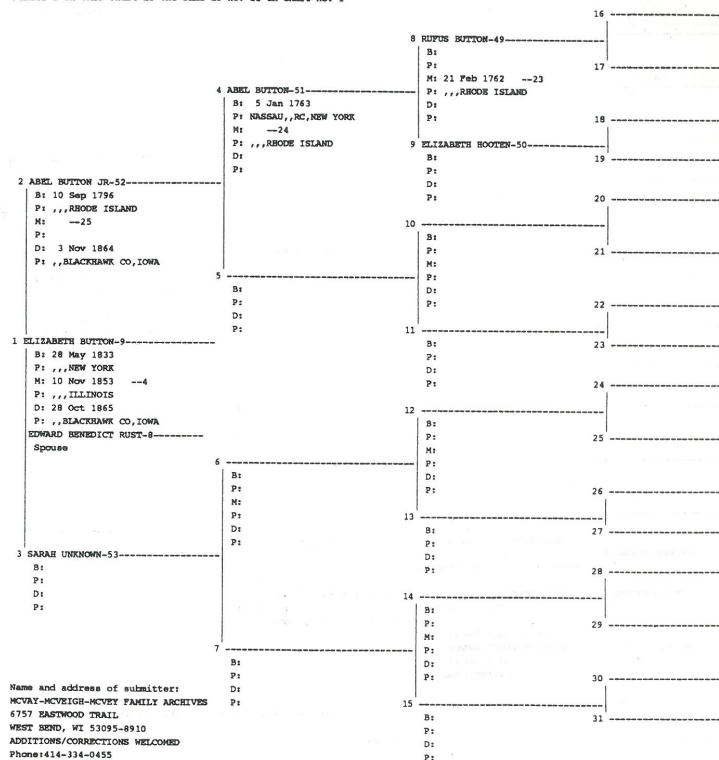 16 ----------
8 RUFUS BUTTON-49----------
B:
P:
17 ----------
M: 21 Feb 1762 --23
4 ABEL BUTTON-51----------
P: ,,,RHODE ISLAND
B: 5 Jan 1763
D:
P: NASSAU,,RC,NEW YORK
P:
18 ----------
M: --24
P: ,,,RHODE ISLAND
9 ELIZABETH HOOTEN-50----------
D:
B:
19 ----------
P:
P:
2 ABEL BUTTON JR-52----------
D:
B: 10 Sep 1796
P:
20 ----------
P: ,,,RHODE ISLAND
M: --25
10 ----------
P:
B:
D: 3 Nov 1864
P:
21 ----------
P: ,,BLACKHAWK CO,IOWA
M:
5 ----------
P:
B:
D:
P:
P:
22 ----------
D:
P:
11 ----------
1 ELIZABETH BUTTON-9----------
B:
23 ----------
B: 28 May 1833
P:
P: ,,,NEW YORK
D:
M: 10 Nov 1853 --4
P:
24 ----------
P: ,,,ILLINOIS
D: 28 Oct 1865
12 ----------
P: ,,BLACKHAWK CO,IOWA
B:
EDWARD BENEDICT RUST-8---------
P:
25 ----------
Spouse
M:
6 ----------
P:
B:
D:
P:
P:
26 ----------
M:
P:
13 ----------
D:
B:
27 ----------
P:
P:
3 SARAH UNKNOWN-53----------
D:
B:
P:
28 ----------
P:
D:
14 ----------
P:
B:
P:
29 ----------
M:
7 ----------
P:
B:
D:
P:
P:
30 ----------
Name and address of submitter:
D:
MCVAY-MCVEIGH-MCVEY FAMILY ARCHIVES
P:
15 ----------
6757 EASTWOOD TRAIL
B:
31 ----------
WEST BEND, WI 53095-8910
P:
ADDITIONS/CORRECTIONS WELCOMED
D:
Phone:414-334-0455
P: